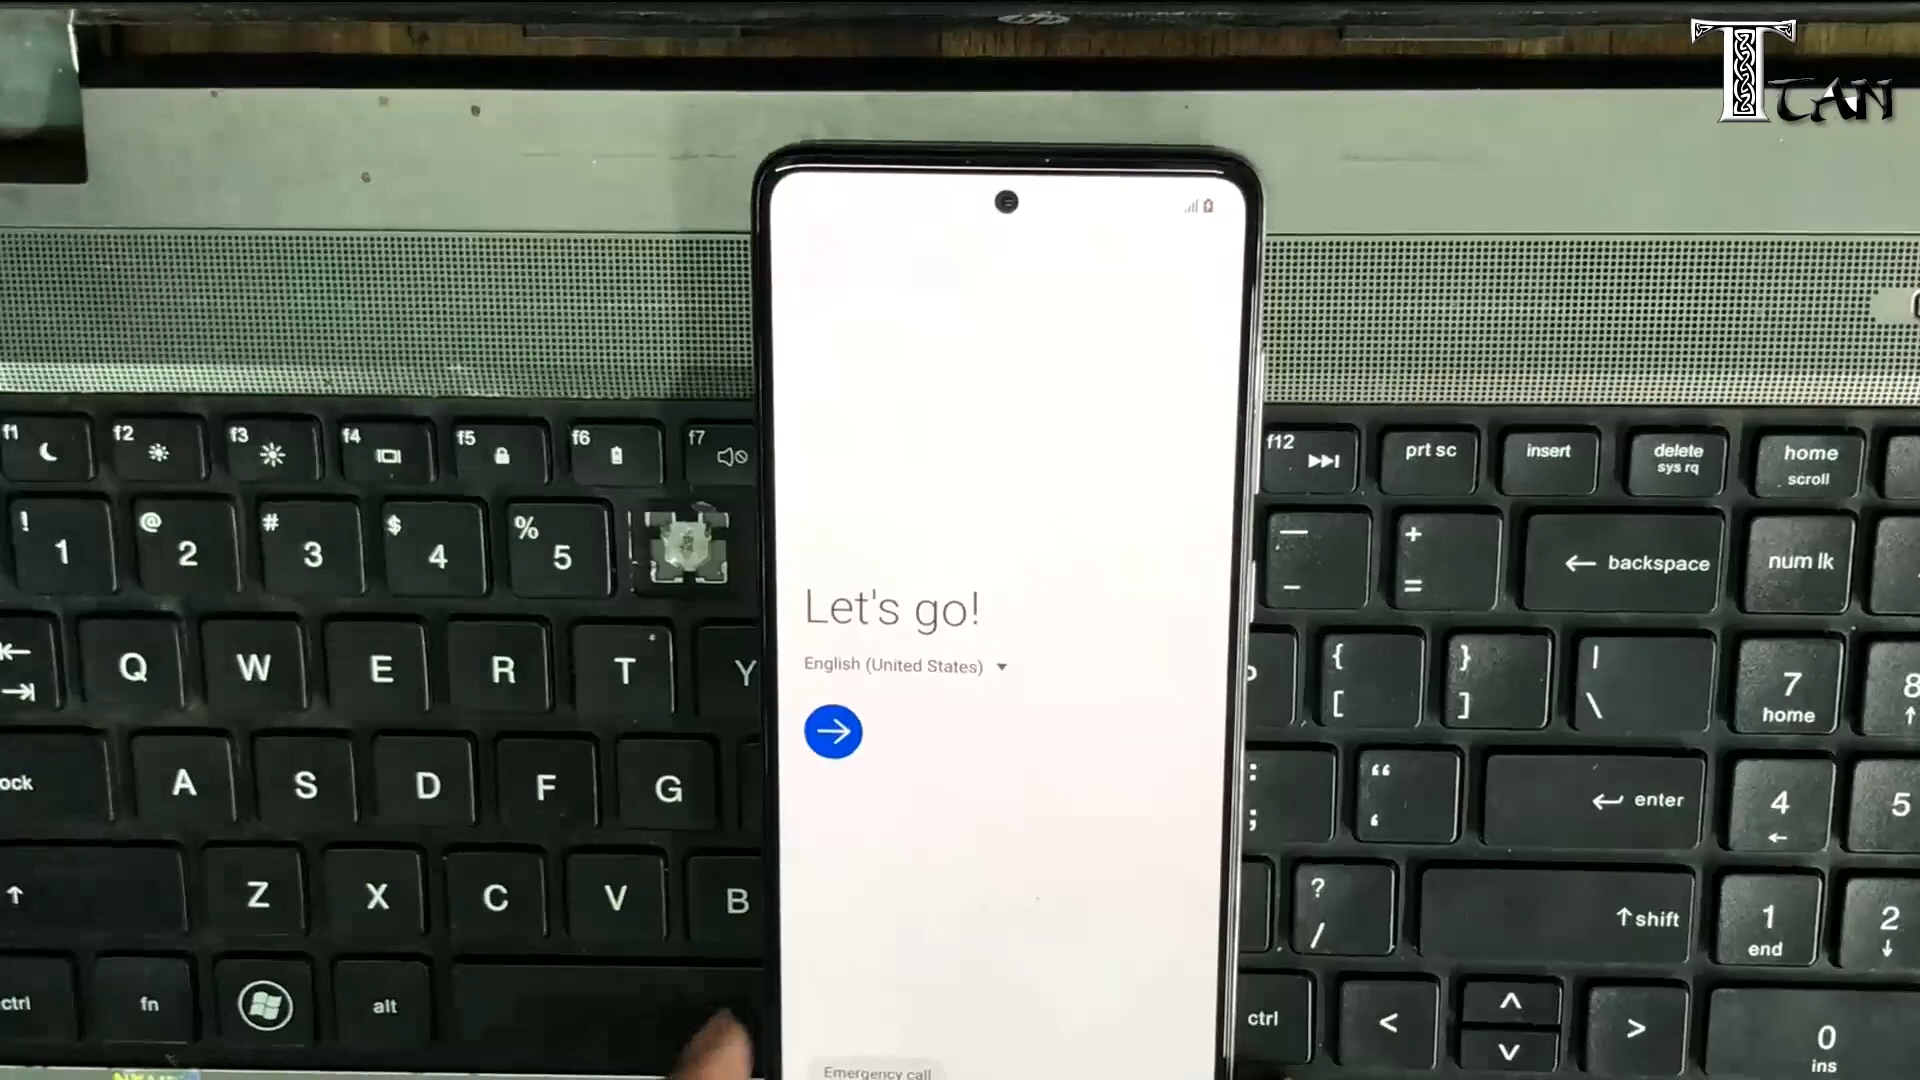 Ttan
hp
f1
f2
f3
f4
f5
f6
f7
f12
prt sc
insert
delete
sys rq
home
scroll
! 1
@ 2
# 3
$ 4
% 5
— -
+ =
← backspace
num lk
Let's go!
English (United States)
Q W E R T Y
{ [
} ]
| \
7
home
8
ock
A S D F G
: ;
“ ‘
enter
4
5
Z X C V B
? /
shift
1
end
2
ctrl
fn
alt
Emergency call
ctrl
<
>
0
ins